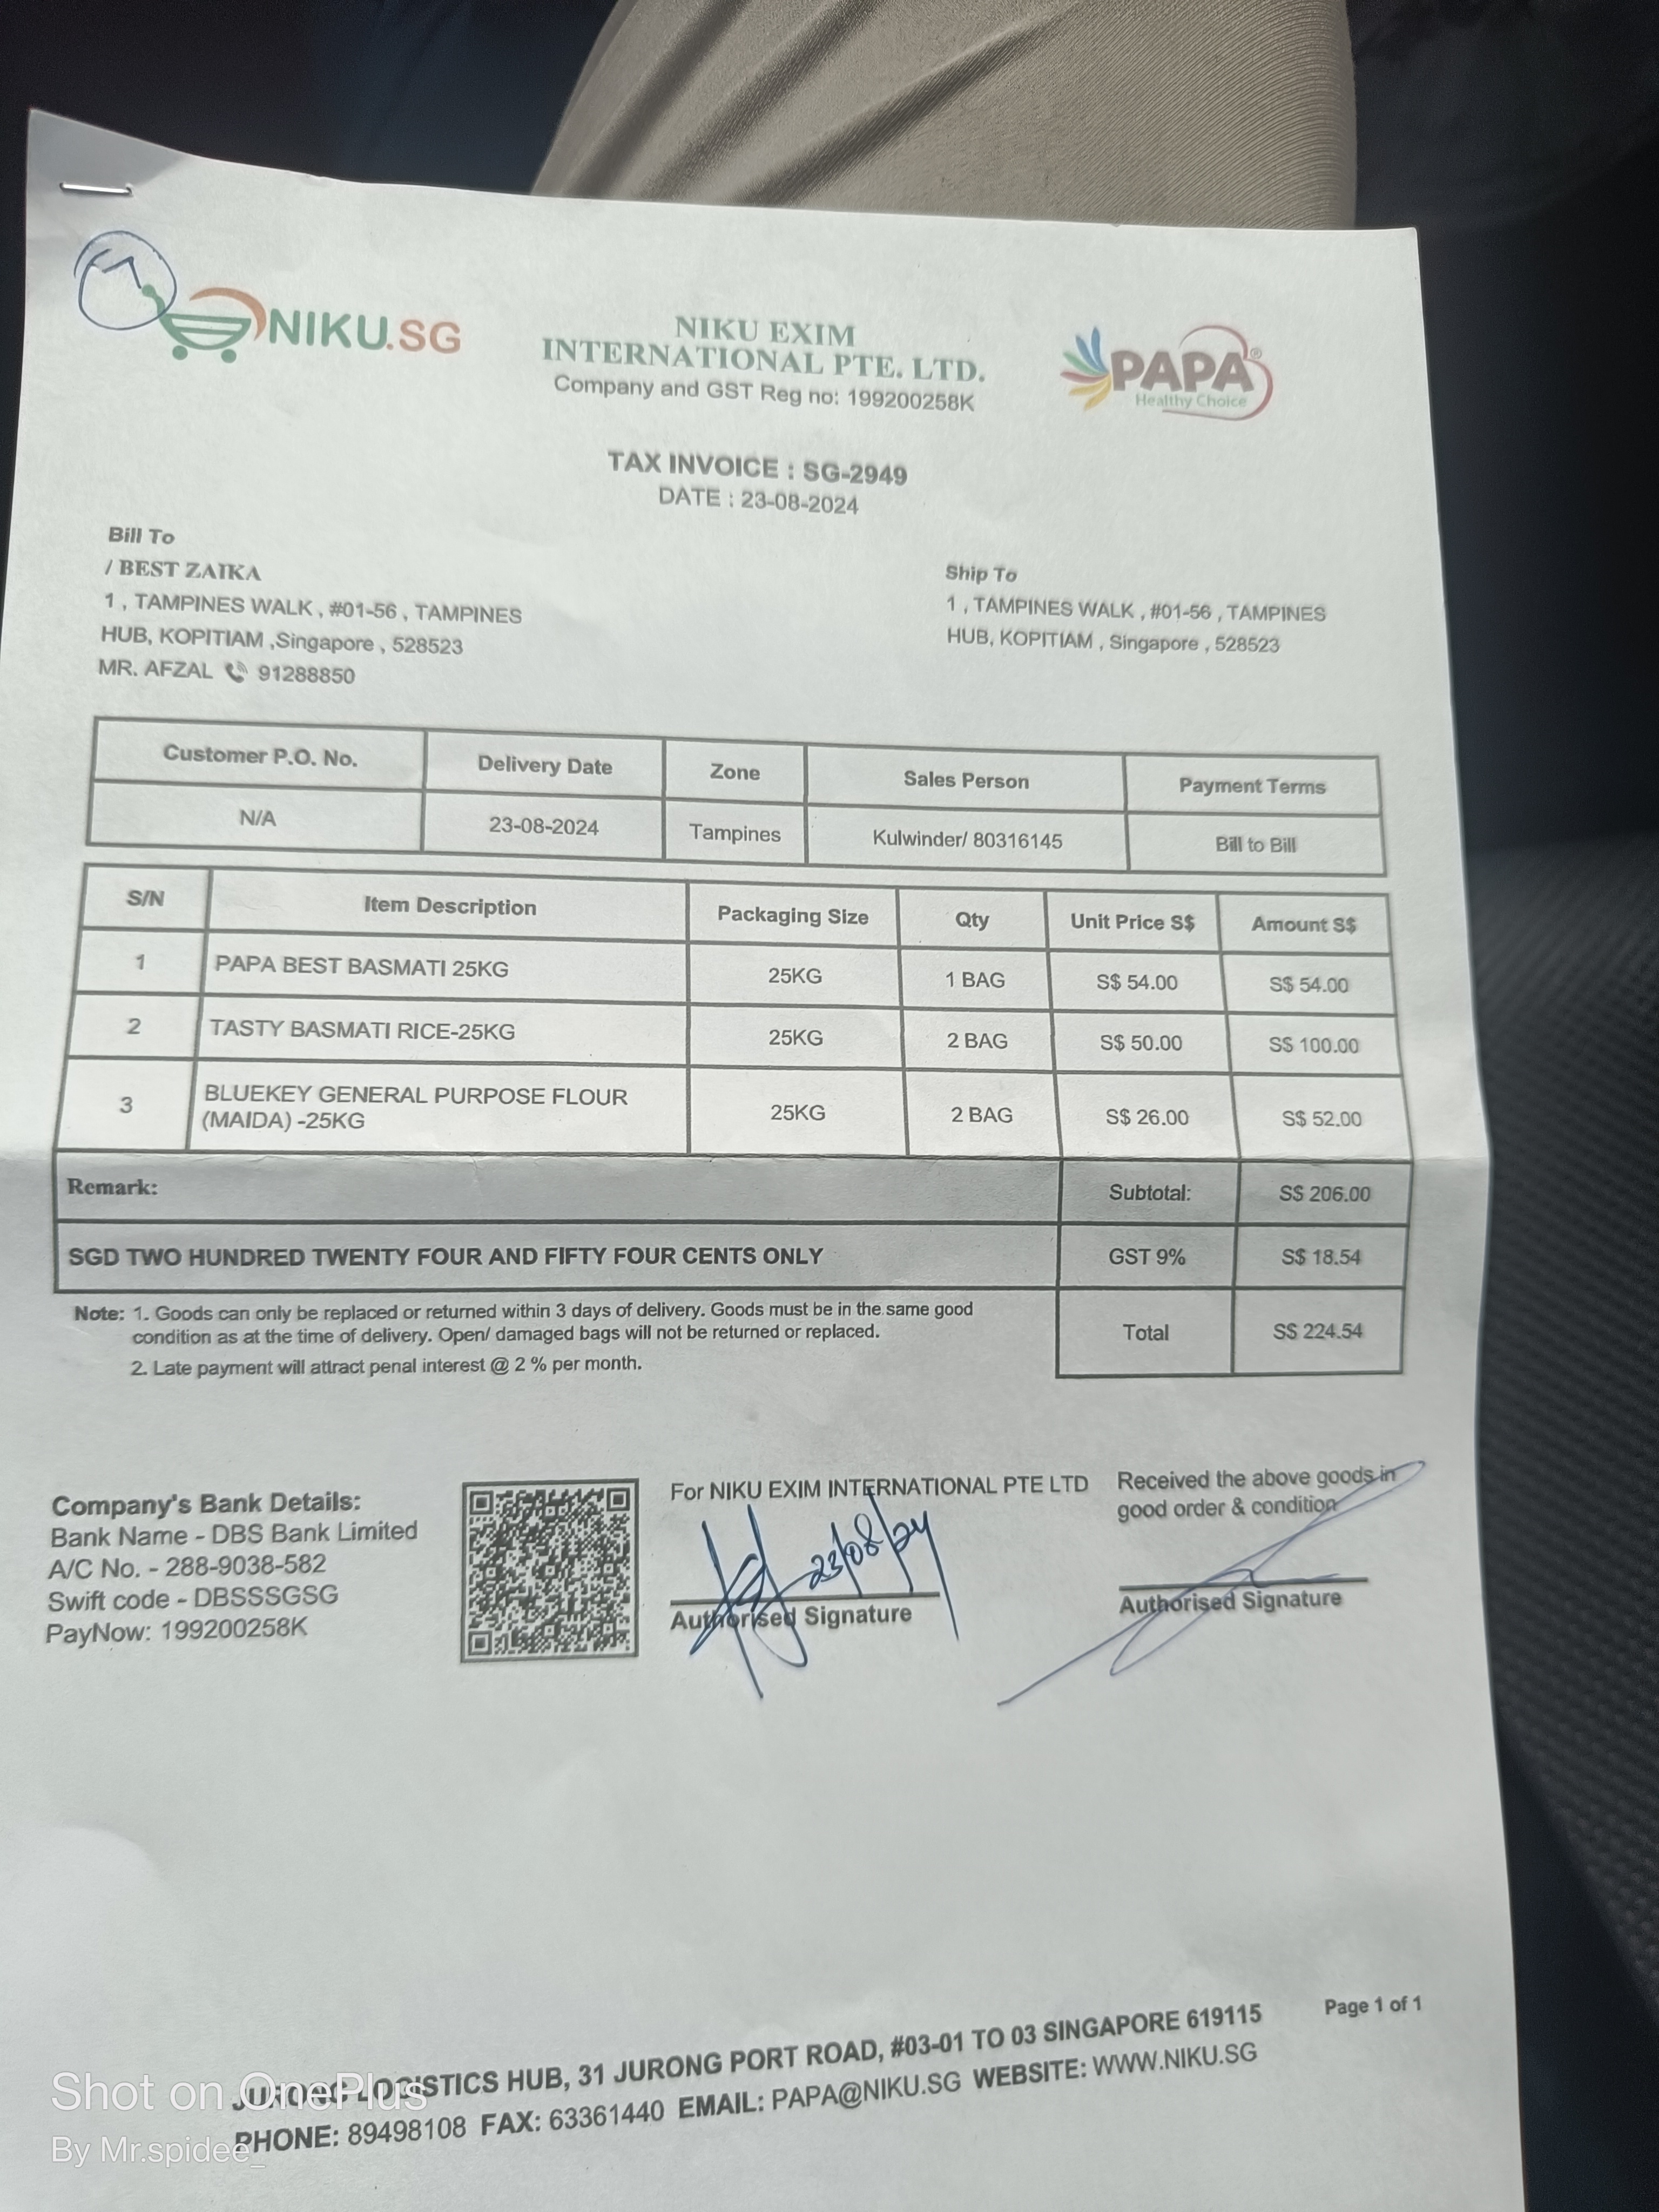 NIKU.SG
NIKU EXIM
INTERNATIONAL PTE. LTD.
Company and GST Reg no: 199200258K
PAPA®
Healthy Choice
TAX INVOICE : SG-2949
DATE : 23-08-2024
Bill To
/ BEST ZAIKA
1 , TAMPINES WALK , #01-56 , TAMPINES
HUB, KOPITIAM ,Singapore , 528523
MR. AFZAL 91288850
Ship To
1 , TAMPINES WALK , #01-56 , TAMPINES
HUB, KOPITIAM , Singapore , 528523
Customer P.O. No. Delivery Date Zone Sales Person Payment Terms
N/A 23-08-2024 Tampines Kulwinder/ 80316145 Bill to Bill
S/N Item Description Packaging Size Qty Unit Price S$ Amount S$
1 PAPA BEST BASMATI 25KG 25KG 1 BAG S$ 54.00 S$ 54.00
2 TASTY BASMATI RICE-25KG 25KG 2 BAG S$ 50.00 S$ 100.00
3 BLUEKEY GENERAL PURPOSE FLOUR
(MAIDA) -25KG 25KG 2 BAG S$ 26.00 S$ 52.00
Remark: Subtotal: S$ 206.00
SGD TWO HUNDRED TWENTY FOUR AND FIFTY FOUR CENTS ONLY GST 9% S$ 18.54
Note: 1. Goods can only be replaced or returned within 3 days of delivery. Goods must be in the same good
condition as at the time of delivery. Open/ damaged bags will not be returned or replaced.
2. Late payment will attract penal interest @ 2 % per month.
Total S$ 224.54
Company's Bank Details:
Bank Name - DBS Bank Limited
A/C No. - 288-9038-582
Swift code - DBSSSGSG
PayNow: 199200258K
For NIKU EXIM INTERNATIONAL PTE LTD
23/08/24
Authorised Signature
Received the above goods in
good order & condition
Authorised Signature
Page 1 of 1
JURONG LOGISTICS HUB, 31 JURONG PORT ROAD, #03-01 TO 03 SINGAPORE 619115
PHONE: 89498108 FAX: 63361440 EMAIL: PAPA@NIKU.SG WEBSITE: WWW.NIKU.SG
Shot on OnePlus
By Mr.spidee_